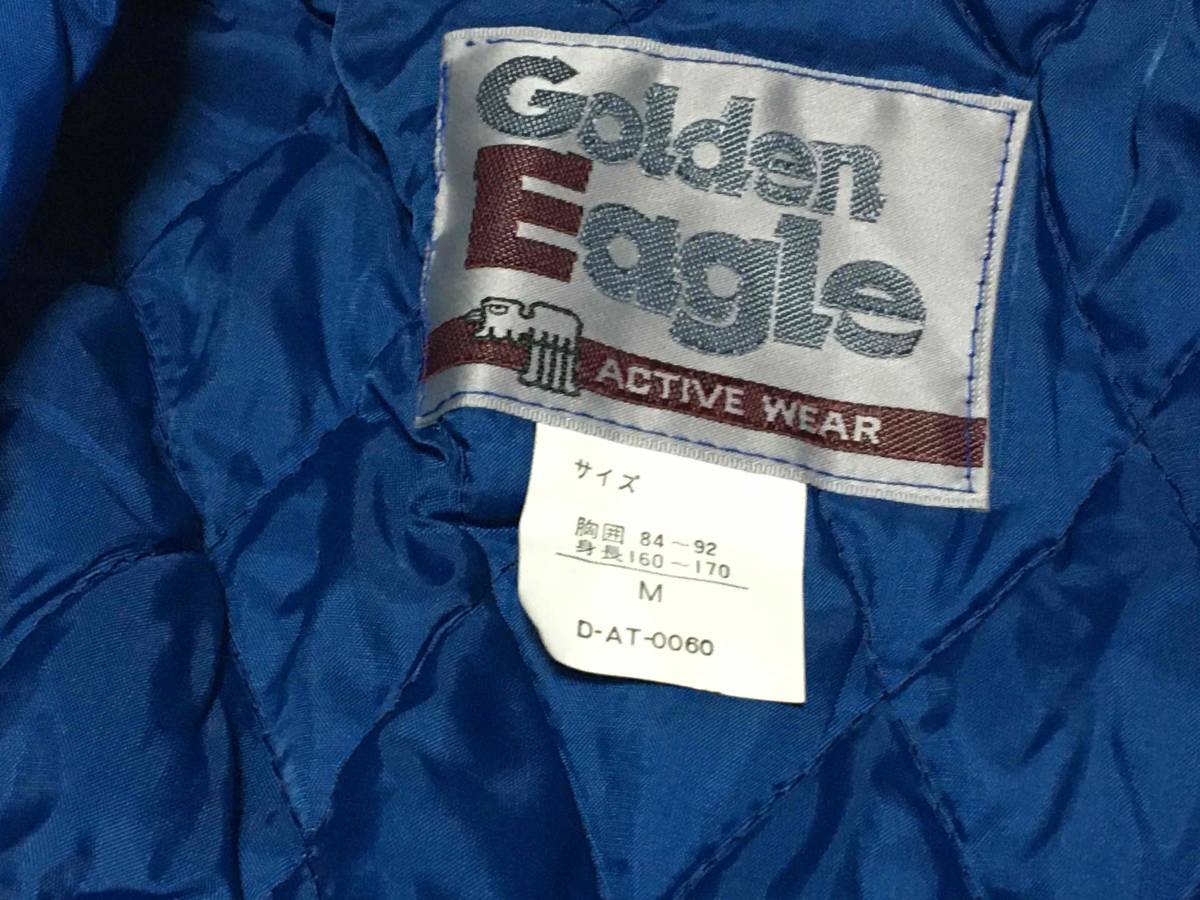 Golden
Eagle
ACTIVE WEAR
サイズ
胸囲 84～92
身長160～170
M
D-AT-0060